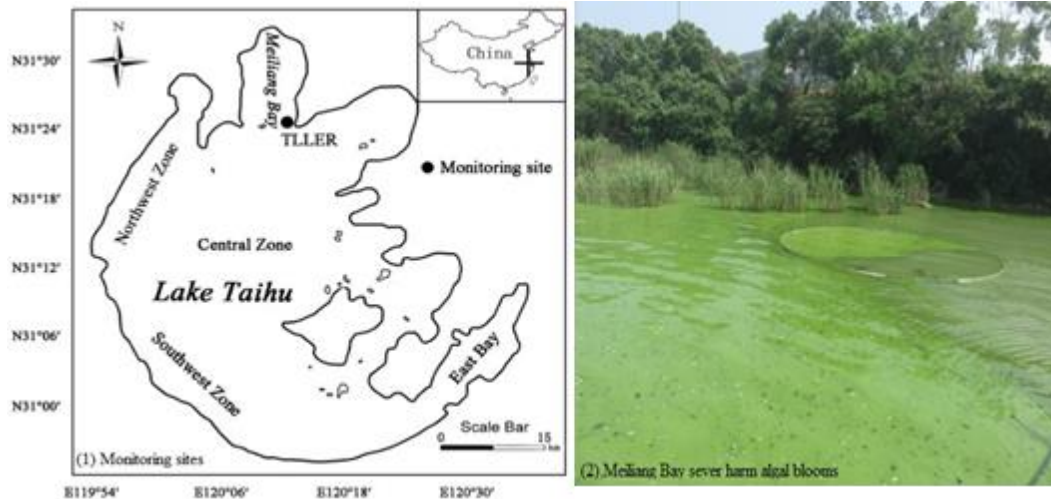 N31°30'
N31°24'
N31°18'
N31°12'
N31°06'
N31°00'
E119°54'
E120°06'
E120°18'
E120°30'
Z
China
Meiliang Bay
TLLER
Monitoring site
Northwest Zone
Central Zone
Lake Taihu
Southwest Zone
East Bay
Scale Bar
0 15
(1) Monitoring sites
(2) Meiliang Bay sever harm algal blooms